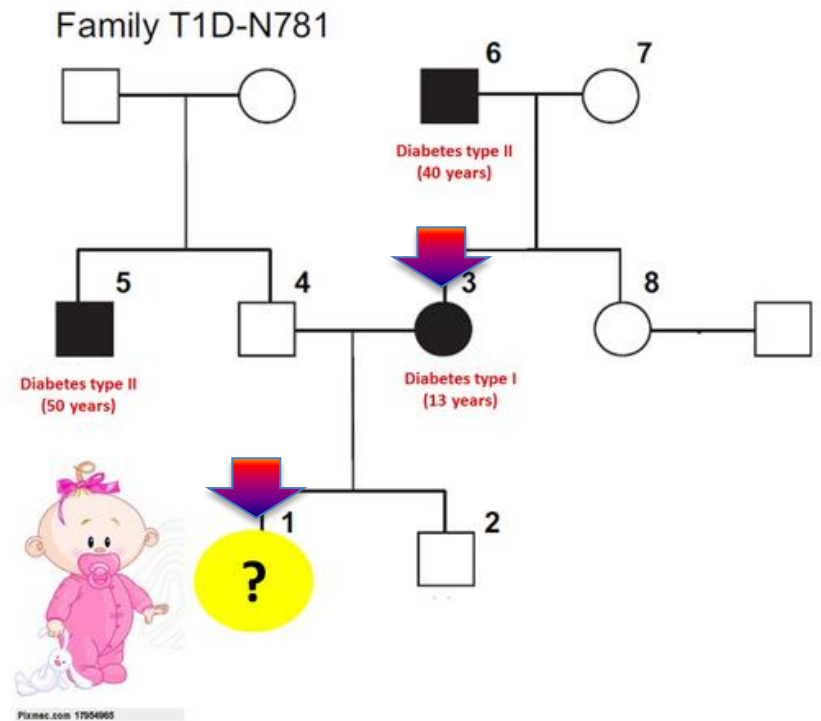 Family T1D-N781
6
7
Diabetes type II
(40 years)
5
4
3
8
Diabetes type II
(50 years)
Diabetes type I
(13 years)
1
2
?
Pixmac.com 17954965